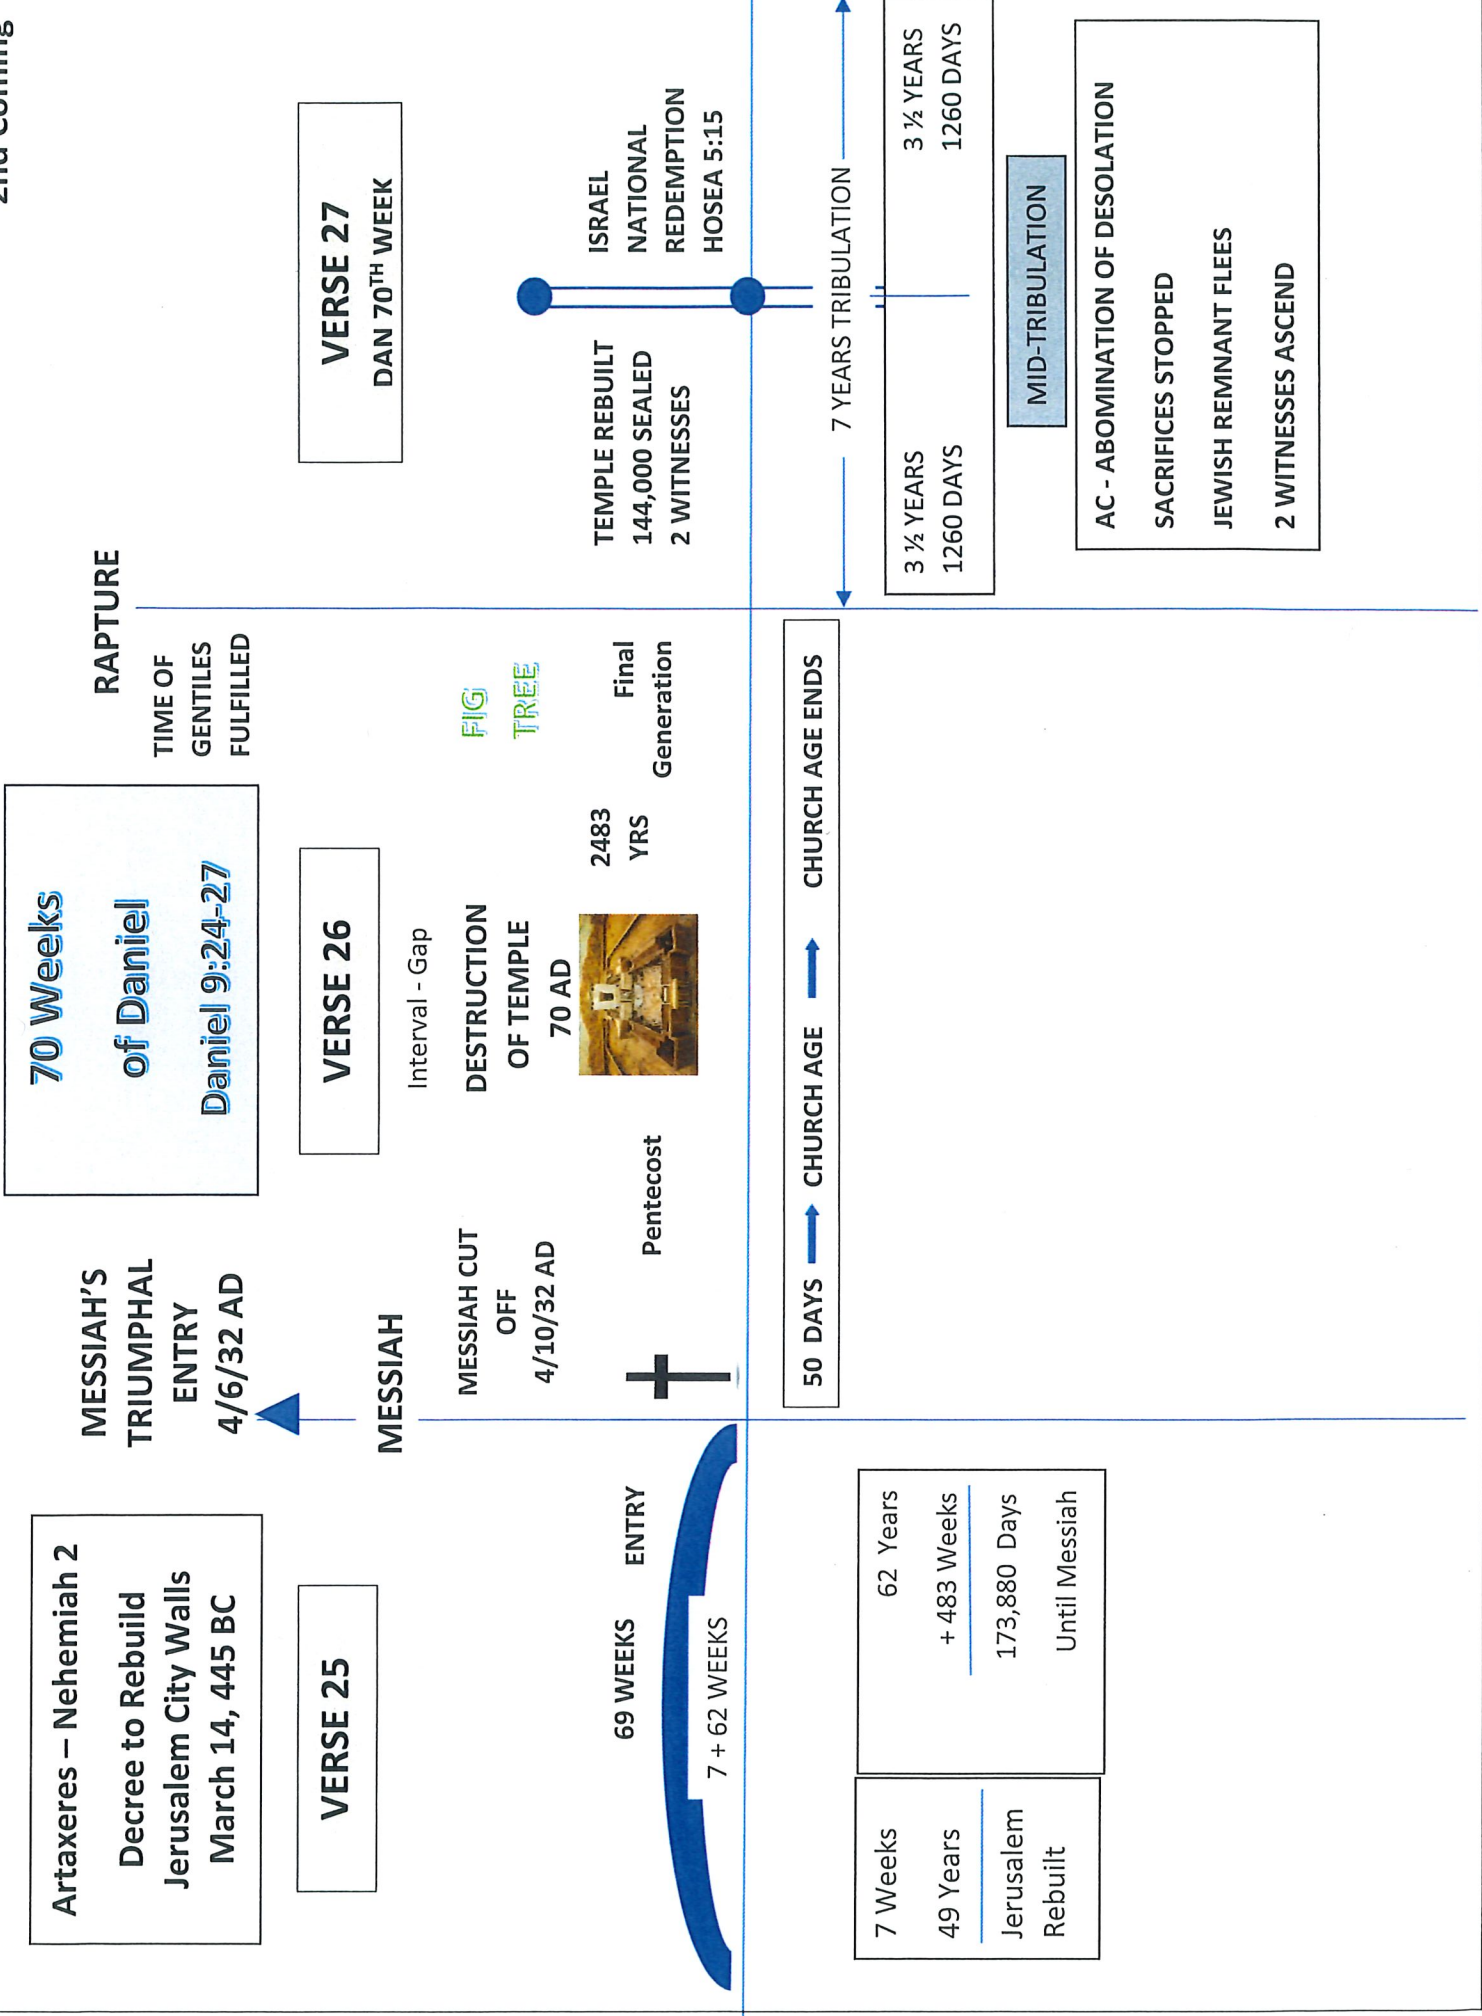 70 Weeks
of Daniel
Daniel 9:24-27
Artaxeres – Nehemiah 2
Decree to Rebuild
Jerusalem City Walls
March 14, 445 BC
MESSIAH'S
TRIUMPHAL
ENTRY
4/6/32 AD
RAPTURE
TIME OF
GENTILES
FULFILLED
2nd Coming
VERSE 25
VERSE 26
VERSE 27
DAN 70TH WEEK
MESSIAH
Interval - Gap
MESSIAH CUT
OFF
4/10/32 AD
DESTRUCTION
OF TEMPLE
70 AD
FIG
TREE
69 WEEKS
ENTRY
7 + 62 WEEKS
Pentecost
2483
YRS
Final
Generation
TEMPLE REBUILT
144,000 SEALED
2 WITNESSES
ISRAEL
NATIONAL
REDEMPTION
HOSEA 5:15
50 DAYS
CHURCH AGE
CHURCH AGE ENDS
7 YEARS TRIBULATION
7 Weeks
49 Years
Jerusalem
Rebuilt
62 Years
+ 483 Weeks
173,880 Days
Until Messiah
3 ½ YEARS
1260 DAYS
3 ½ YEARS
1260 DAYS
MID-TRIBULATION
AC - ABOMINATION OF DESOLATION
SACRIFICES STOPPED
JEWISH REMNANT FLEES
2 WITNESSES ASCEND